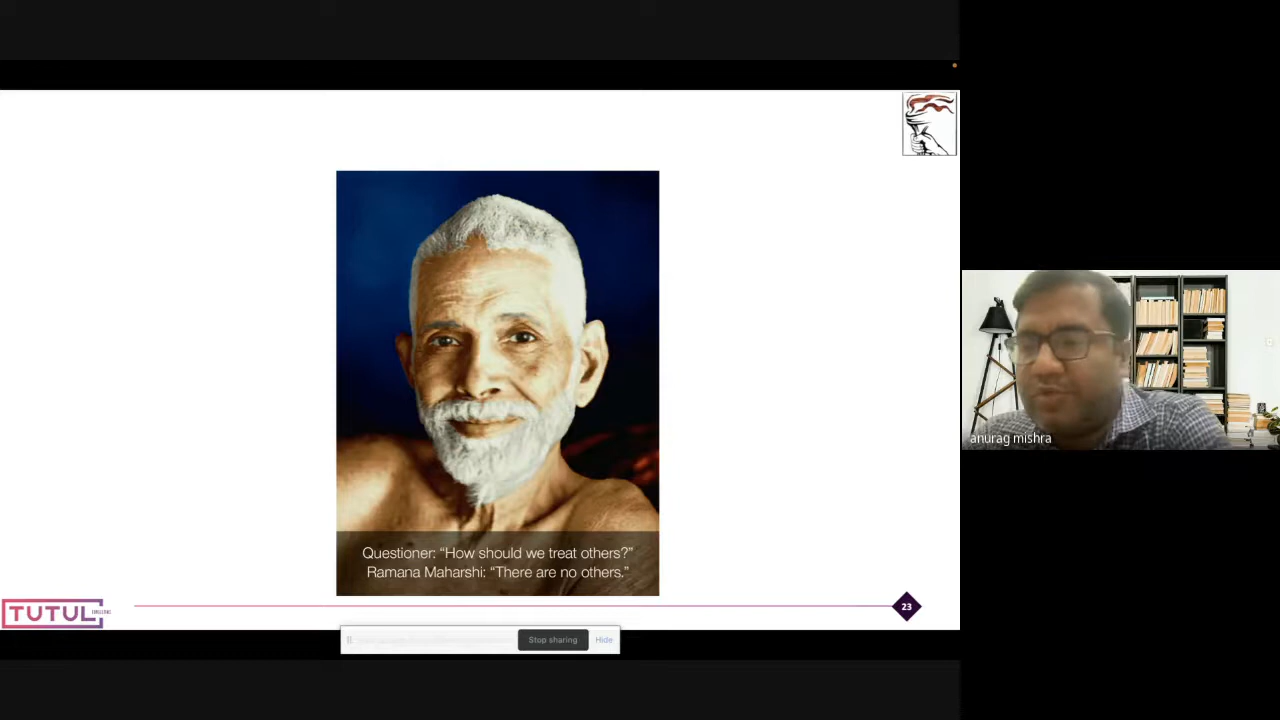 Questioner: “How should we treat others?”
Ramana Maharshi: “There are no others.”
TUTUL
23
Stop sharing
Hide
anurag mishra